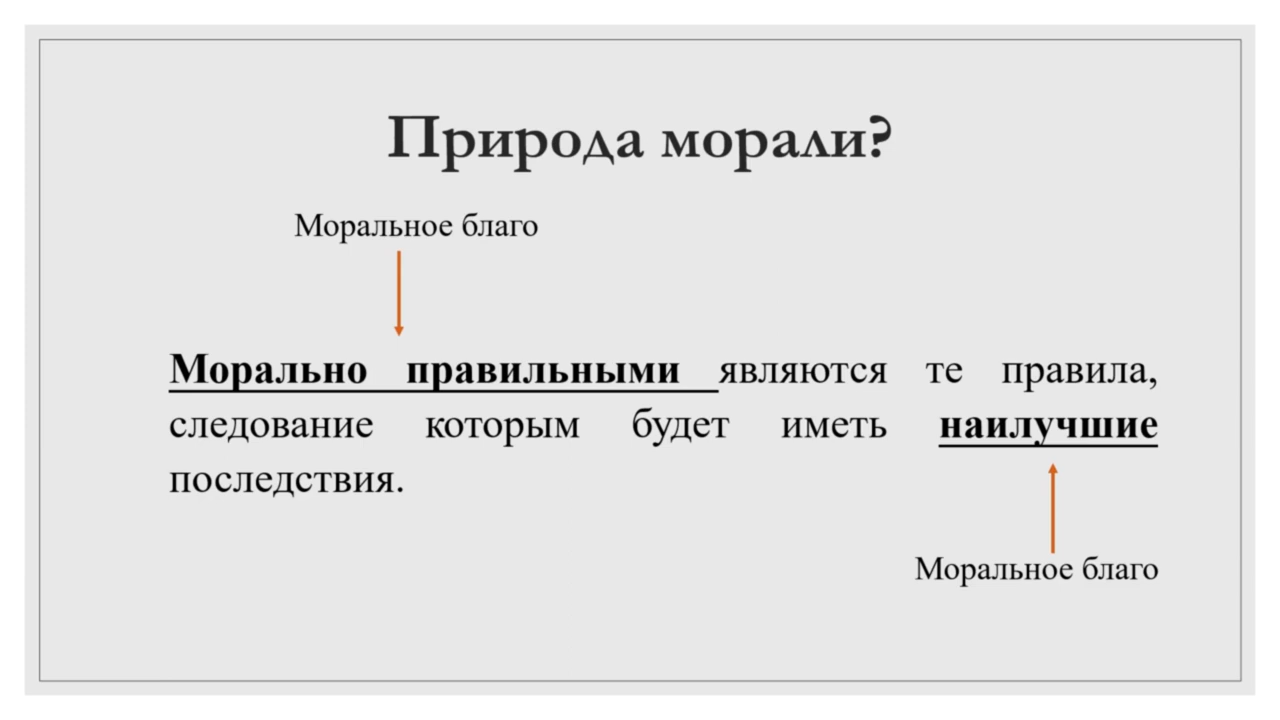 Природа морали?
Моральное благо
Морально правильными являются те правила,
следование которым будет иметь наилучшие
последствия.
Моральное благо